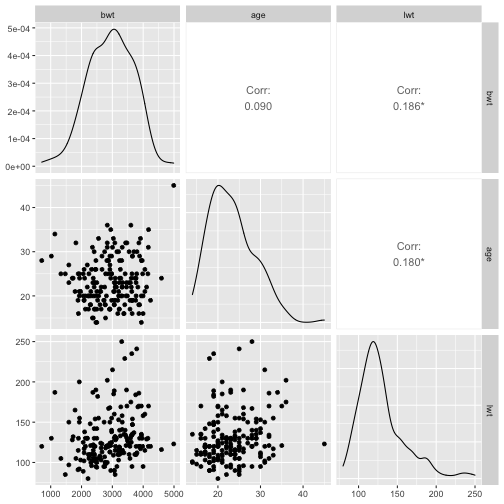 bwt age lwt
5e-04
4e-04
3e-04
2e-04
1e-04
0e+00
Corr:
0.090
Corr:
0.186*
bwt
40
30
20
Corr:
0.180*
age
250
200
150
100
lwt
1000 2000 3000 4000 5000
20 30 40
100 150 200 250